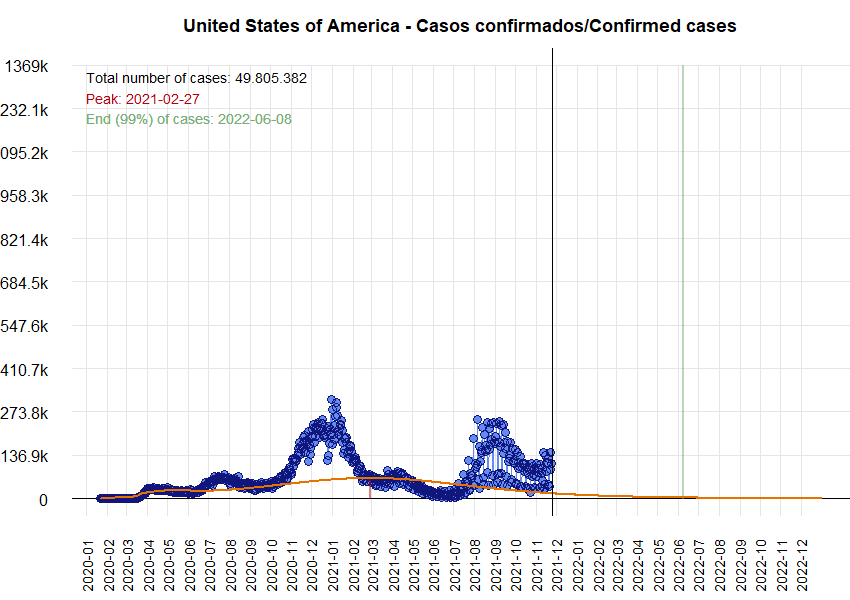 United States of America - Casos confirmados/Confirmed cases
Total number of cases: 49.805.382
Peak: 2021-02-27
End (99%) of cases: 2022-06-08
1369k
232.1k
095.2k
958.3k
821.4k
684.5k
547.6k
410.7k
273.8k
136.9k
0
2020-01
2020-02
2020-03
2020-04
2020-05
2020-06
2020-07
2020-08
2020-09
2020-10
2020-11
2020-12
2021-01
2021-02
2021-03
2021-04
2021-05
2021-06
2021-07
2021-08
2021-09
2021-10
2021-11
2021-12
2022-01
2022-02
2022-03
2022-04
2022-05
2022-06
2022-07
2022-08
2022-09
2022-10
2022-11
2022-12